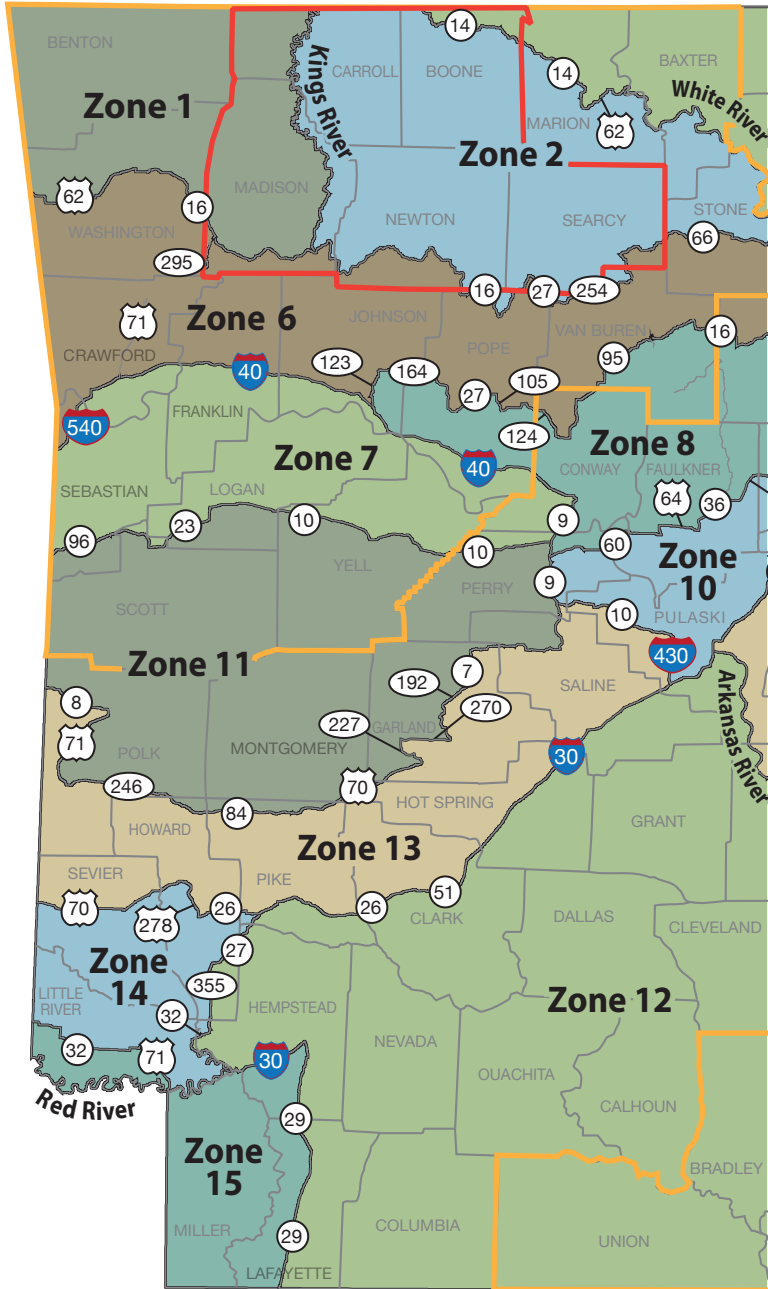 14
BENTON
Kings River
CARROLL
BOONE
14
BAXTER
Zone 1
White River
MARION
62
Zone 2
MADISON
62
16
NEWTON
SEARCY
STONE
WASHINGTON
66
295
16
27
254
71
Zone 6
JOHNSON
VAN BUREN
16
CRAWFORD
POPE
95
123
164
40
105
27
FRANKLIN
540
124
Zone 8
Zone 7
40
CONWAY
FAULKNER
SEBASTIAN
LOGAN
64
36
23
10
9
96
60
10
Zone
10
YELL
PERRY
9
SCOTT
10
PULASKI
430
Zone 11
7
192
SALINE
Arkansas River
8
270
71
227
GARLAND
POLK
MONTGOMERY
30
246
70
84
HOT SPRING
GRANT
HOWARD
Zone 13
SEVIER
PIKE
51
70
278
26
26
CLARK
DALLAS
CLEVELAND
27
Zone
14
355
LITTLE
RIVER
HEMPSTEAD
Zone 12
32
32
71
30
NEVADA
OUACHITA
Red River
CALHOUN
29
Zone
15
BRADLEY
MILLER
29
COLUMBIA
UNION
LAFAYETTE